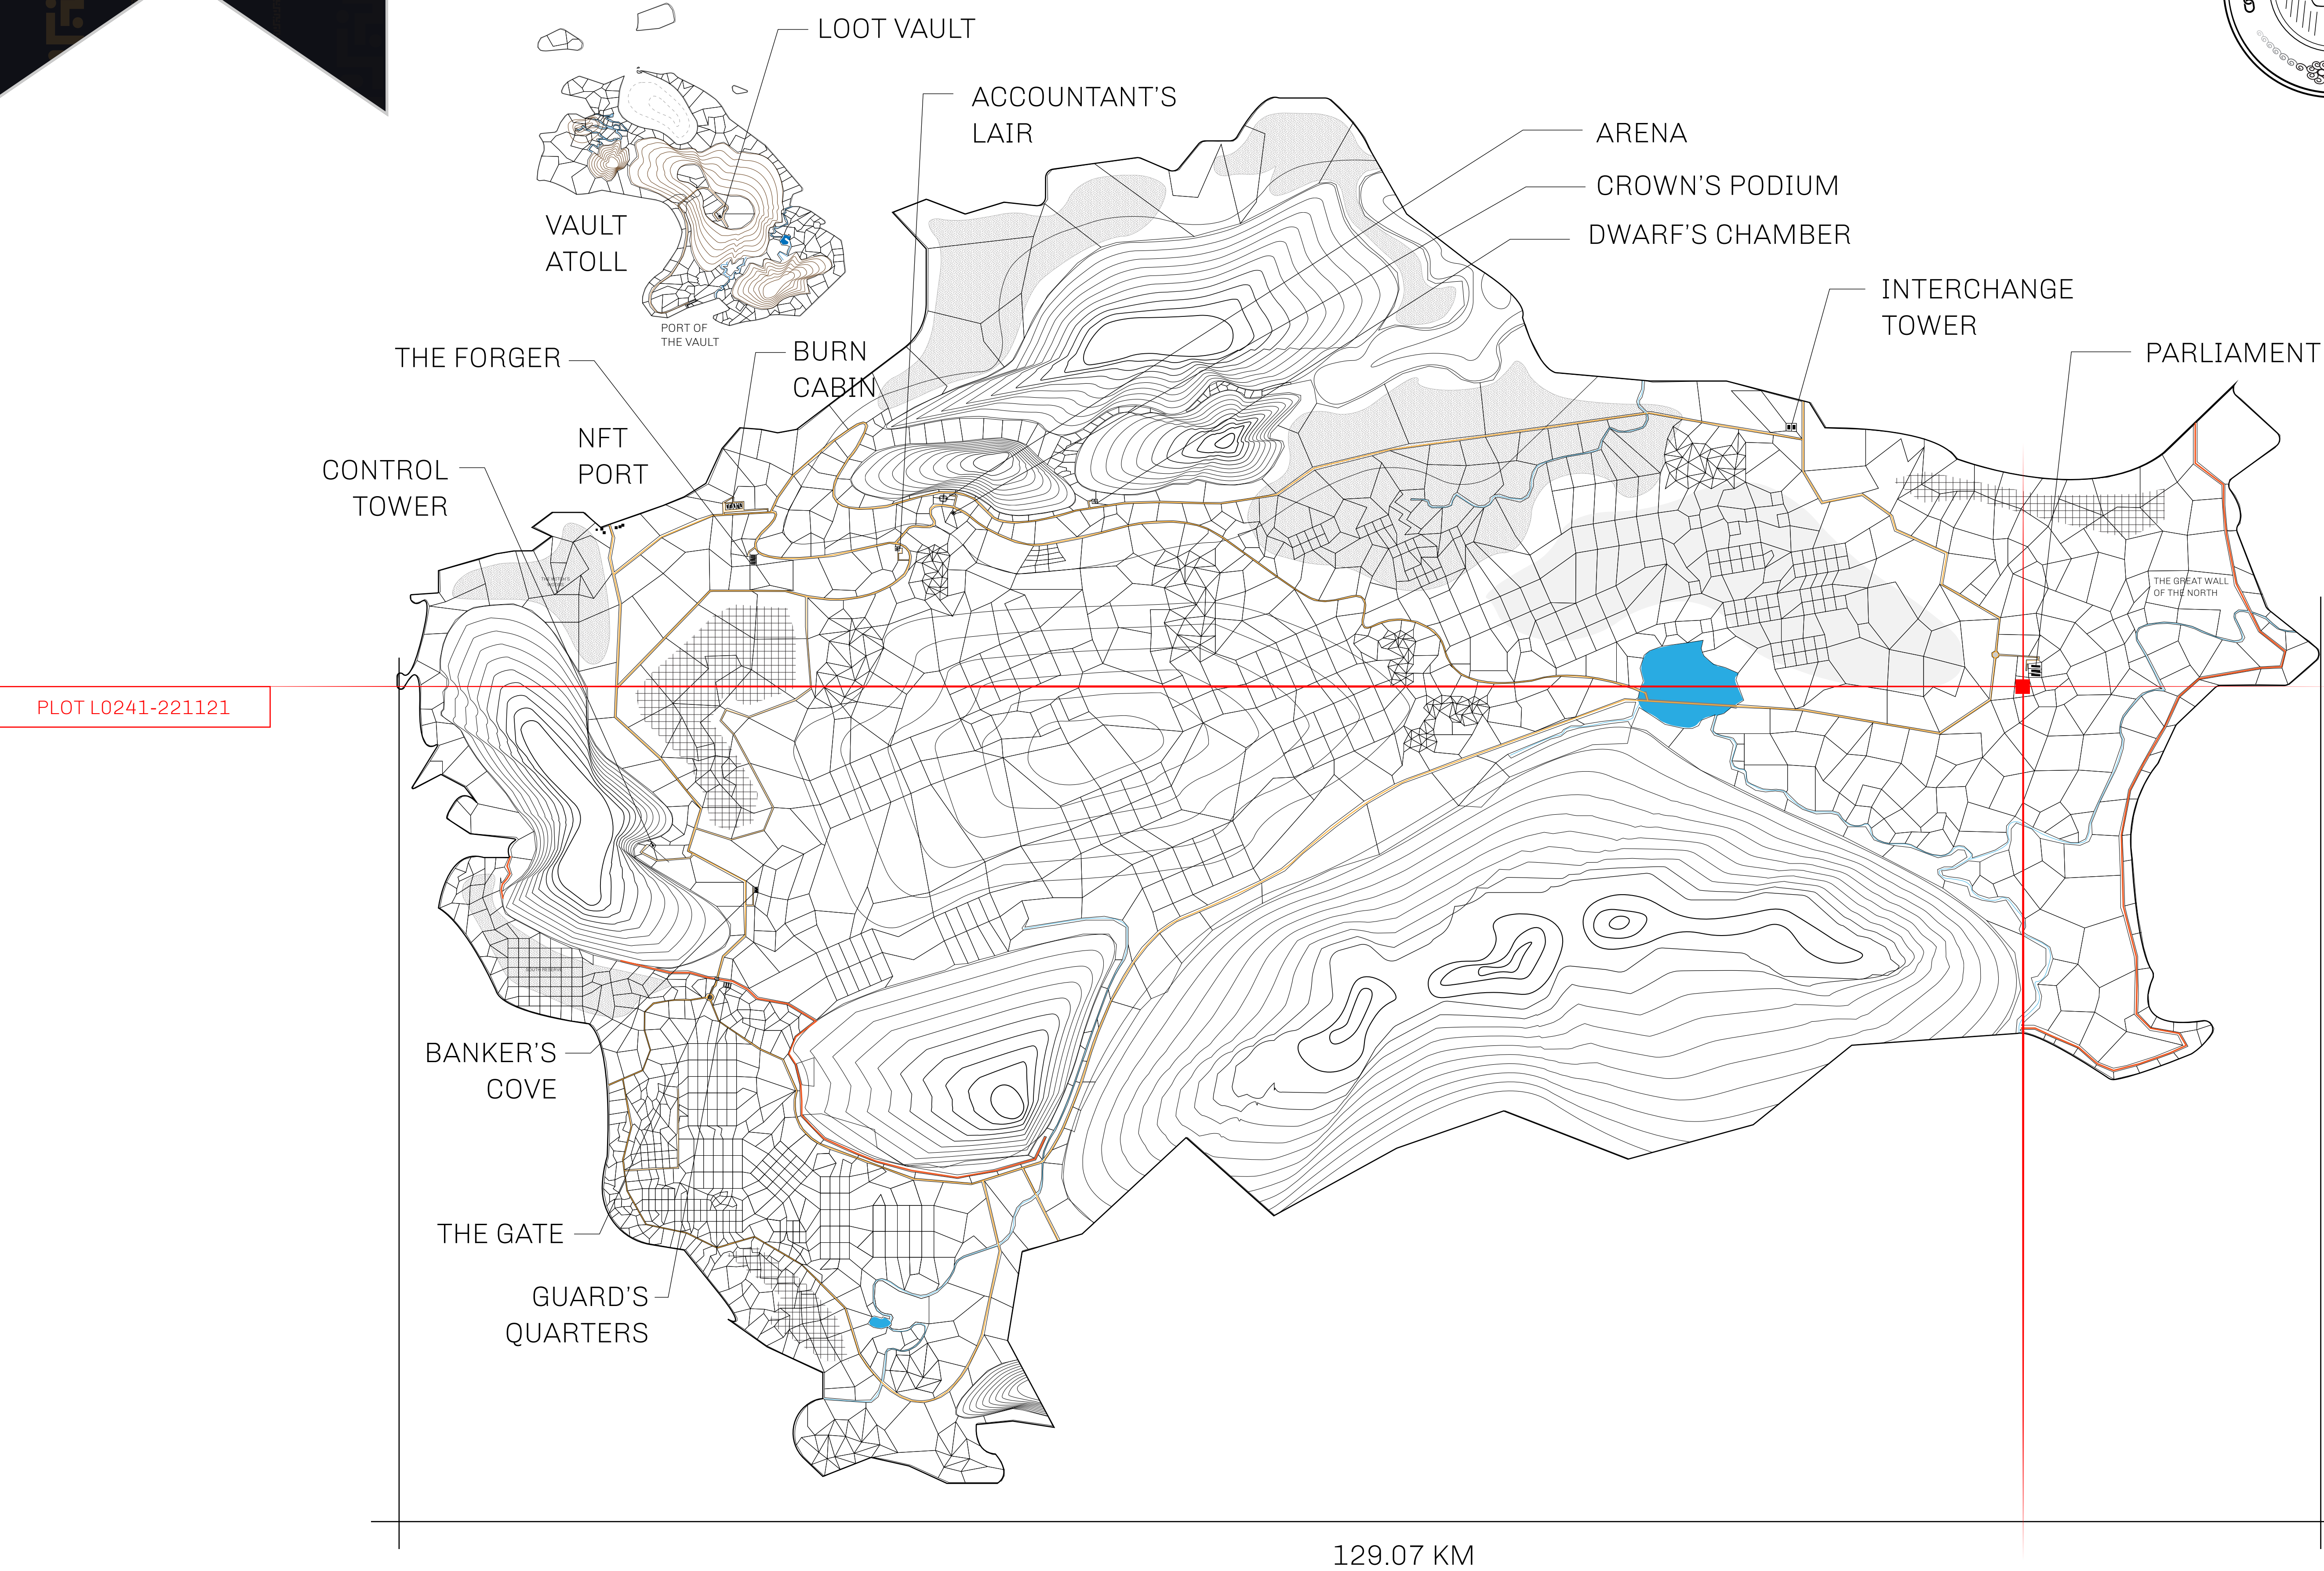 LOOT VAULT
ACCOUNTANT'S
LAIR
ARENA
CROWN'S PODIUM
DWARF'S CHAMBER
VAULT
ATOLL
INTERCHANGE
TOWER
PORT OF
THE VAULT
THE FORGER
BURN
CABIN
PARLIAMENT
NFT
PORT
CONTROL
TOWER
THE GREAT WALL
OF THE NORTH
PLOT L0241-221121
SOUTH RESERVE
BANKER'S
COVE
THE GATE
GUARD'S
QUARTERS
129.07 KM